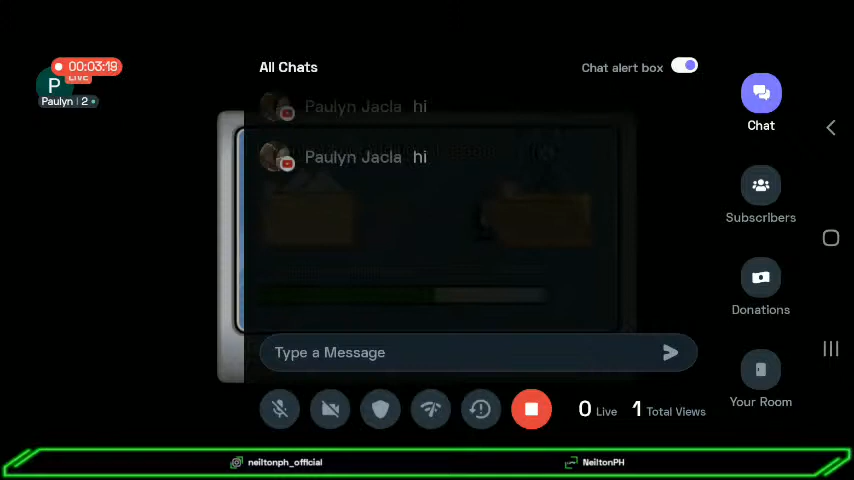 00:03:19
LIVE
P
Paulyn | 2
All Chats
Chat alert box
Paulyn Jacla hi
Paulyn Jacla hi
Chat
Subscribers
Donations
Type a Message
Your Room
0 Live 1 Total Views
neiltonph_official
NeiltonPH